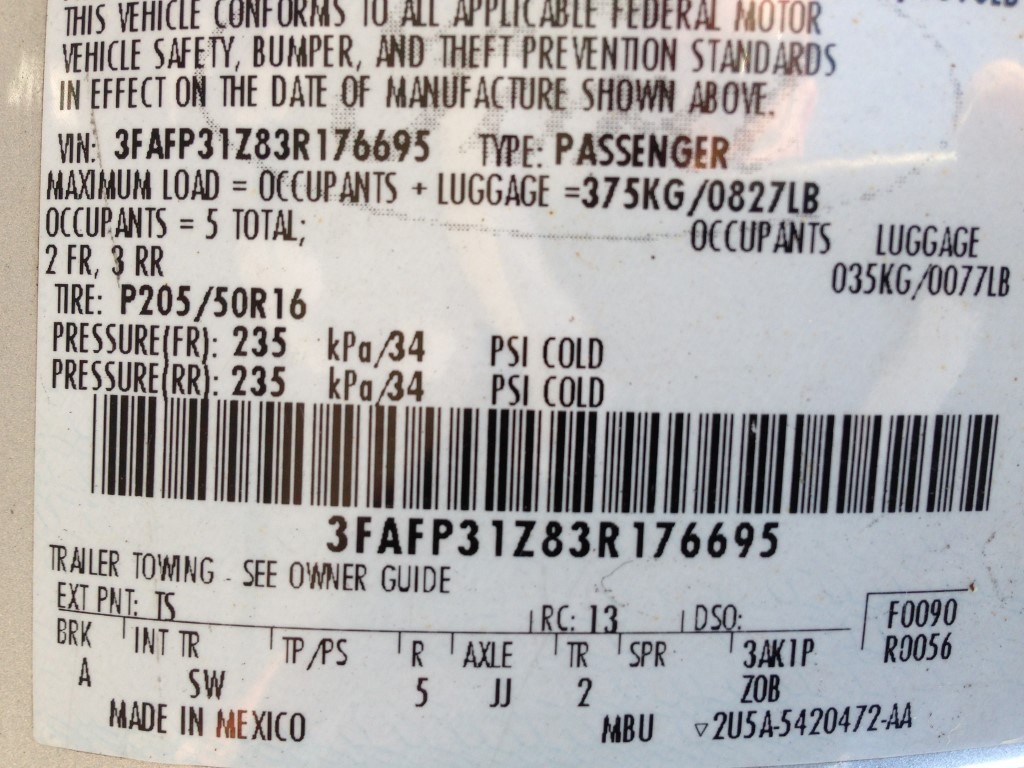 THIS VEHICLE CONFORMS TO ALL APPLICABLE FEDERAL MOTOR
VEHICLE SAFETY, BUMPER, AND THEFT PREVENTION STANDARDS
IN EFFECT ON THE DATE OF MANUFACTURE SHOWN ABOVE.
VIN: 3FAFP31Z83R176695 TYPE: PASSENGER
MAXIMUM LOAD = OCCUPANTS + LUGGAGE =375KG/0827LB
OCCUPANTS = 5 TOTAL; OCCUPANTS LUGGAGE
2 FR, 3 RR 035KG/0077LB
TIRE: P205/50R16
PRESSURE(FR): 235 kPa/34 PSI COLD
PRESSURE(RR): 235 kPa/34 PSI COLD
3FAFP31Z83R176695
TRAILER TOWING - SEE OWNER GUIDE
EXT PNT: TS RC: 13 DSO: F0090
BRK INT TR TP/PS R AXLE TR SPR 3AK1P R0056
A SW 5 JJ 2 ZOB
MADE IN MEXICO MBU ▽2U5A-5420472-AA